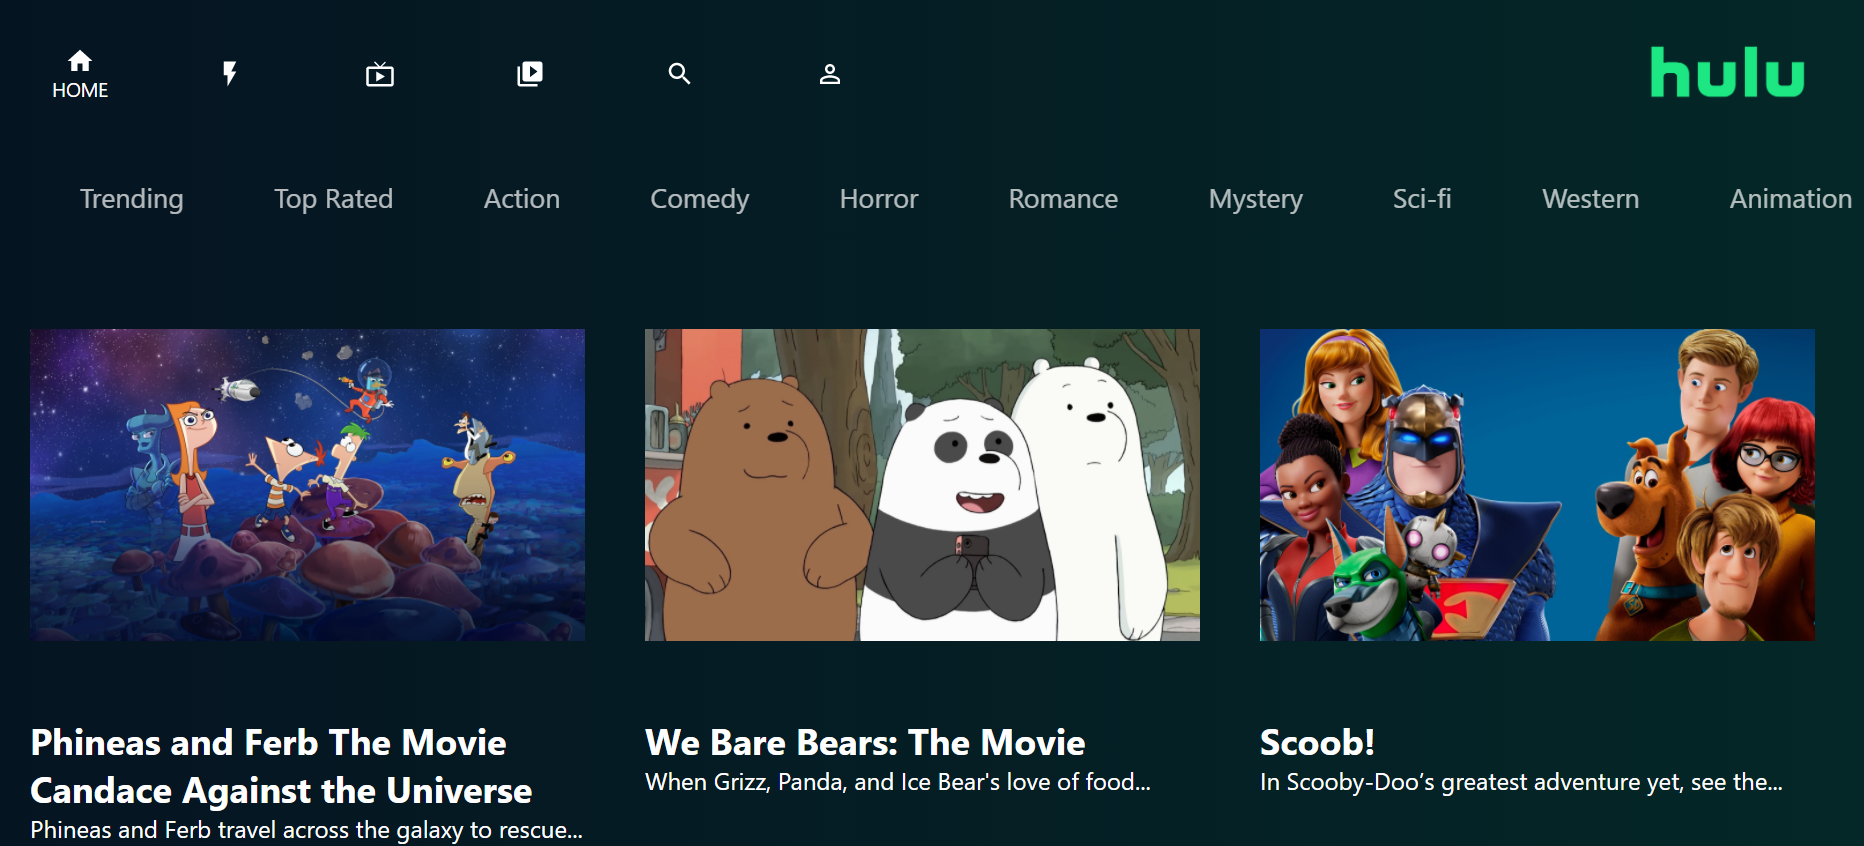 HOME
hulu
Trending
Top Rated
Action
Comedy
Horror
Romance
Mystery
Sci-fi
Western
Animation
Phineas and Ferb The Movie
Candace Against the Universe
Phineas and Ferb travel across the galaxy to rescue...
We Bare Bears: The Movie
When Grizz, Panda, and Ice Bear's love of food...
Scoob!
In Scooby-Doo’s greatest adventure yet, see the...